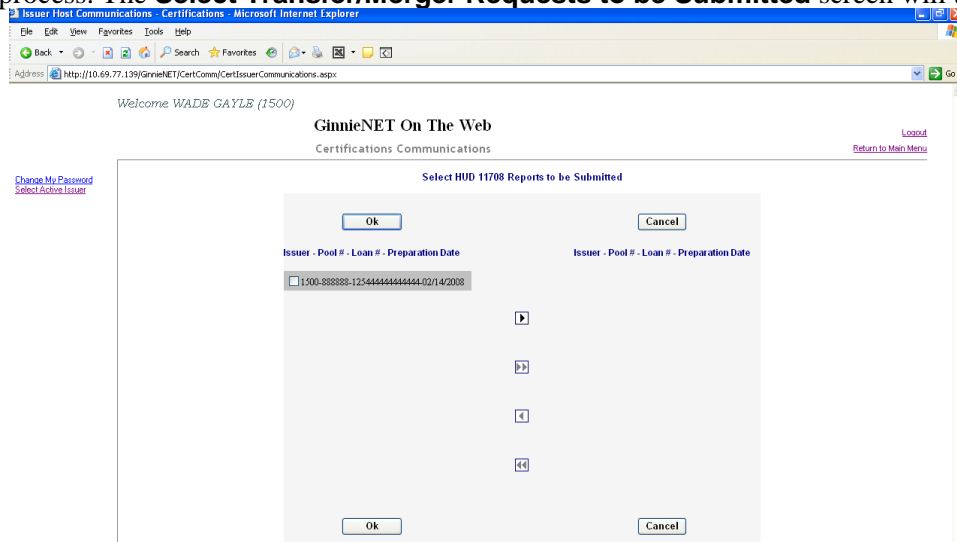 process. The Select Transfer/Merger Requests to be Submitted screen will
Issuer Host Communications - Certifications - Microsoft Internet Explorer
File Edit View Favorites Tools Help
Back Search Favorites
Address http://10.69.77.139/GinnieNET/CertComm/CertIssuerCommunications.aspx Go
Welcome WADE GAYLE (1500)
GinnieNET On The Web
Logout
Certifications Communications
Return to Main Menu
Change My Password
Select Active Issuer
Select HUD 11708 Reports to be Submitted
Ok Cancel
Issuer - Pool # - Loan # - Preparation Date Issuer - Pool # - Loan # - Preparation Date
1500-888888-125444444444444-02/14/2008
Ok Cancel